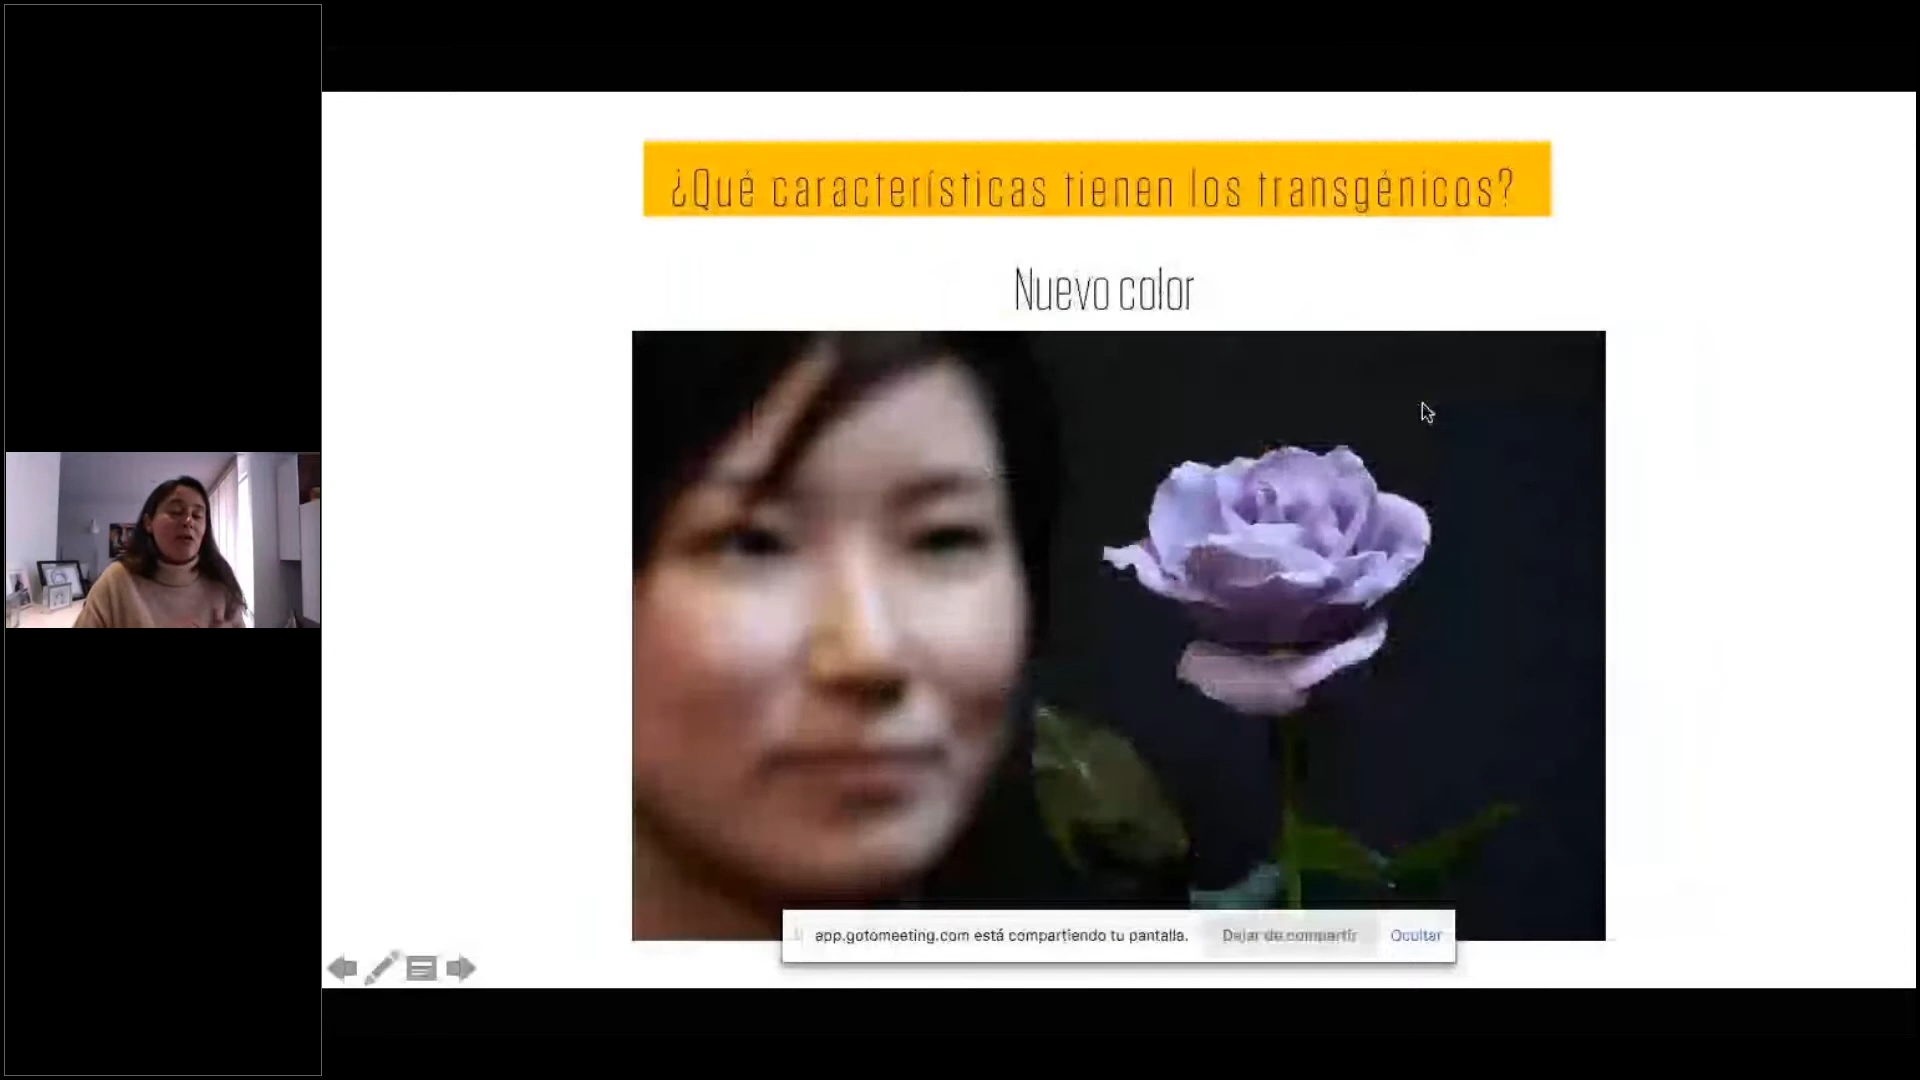 ¿Qué características tienen los transgénicos?
Nuevo color
app.gotomeeting.com está compartiendo tu pantalla. Dejar de compartir Ocultar